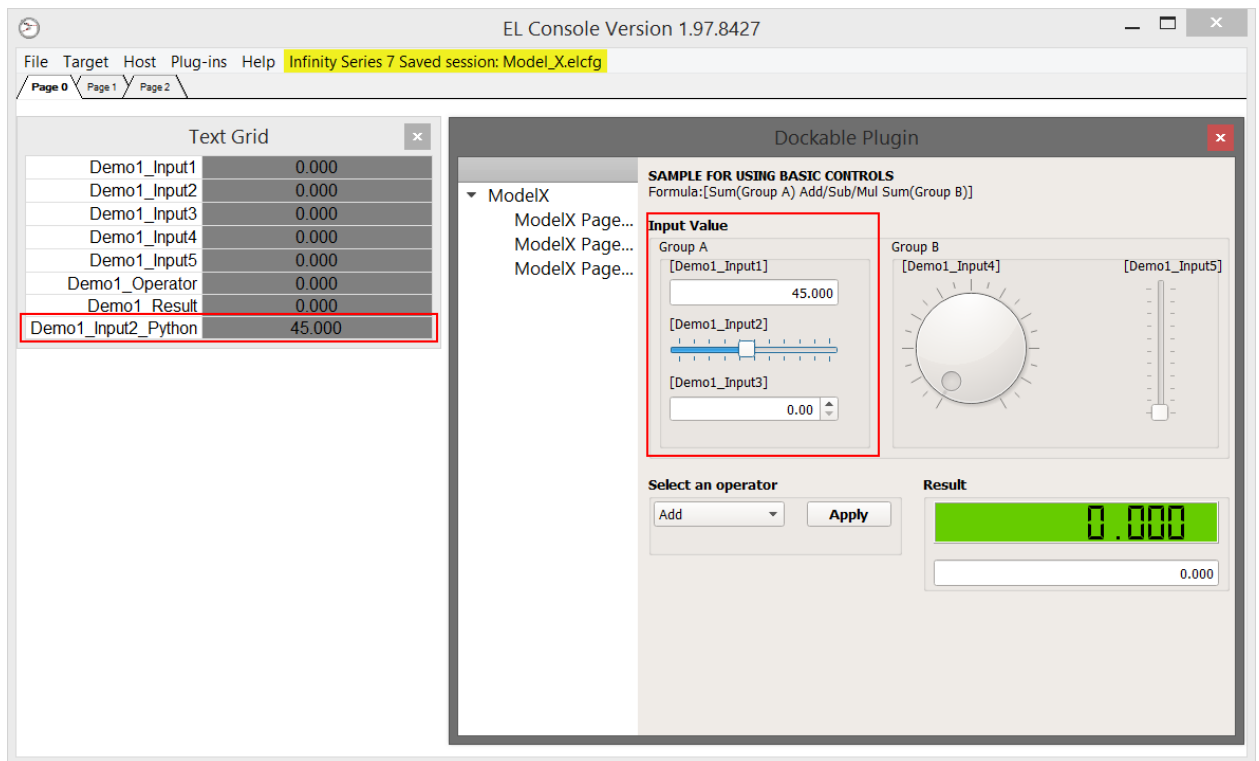 EL Console Version 1.97.8427
File Target Host Plug-ins Help Infinity Series 7 Saved session: Model_X.elcfg
Page 0 Page 1 Page 2
Text Grid
Demo1_Input1 0.000
Demo1_Input2 0.000
Demo1_Input3 0.000
Demo1_Input4 0.000
Demo1_Input5 0.000
Demo1_Operator 0.000
Demo1_Result 0.000
Demo1_Input2_Python 45.000
Dockable Plugin
ModelX
ModelX Page...
ModelX Page...
ModelX Page...
SAMPLE FOR USING BASIC CONTROLS
Formula:[Sum(Group A) Add/Sub/Mul Sum(Group B)]
Input Value
Group A
[Demo1_Input1]
45.000
[Demo1_Input2]
[Demo1_Input3]
0.00
Group B
[Demo1_Input4] [Demo1_Input5]
Select an operator
Add Apply
Result
0.000
0.000